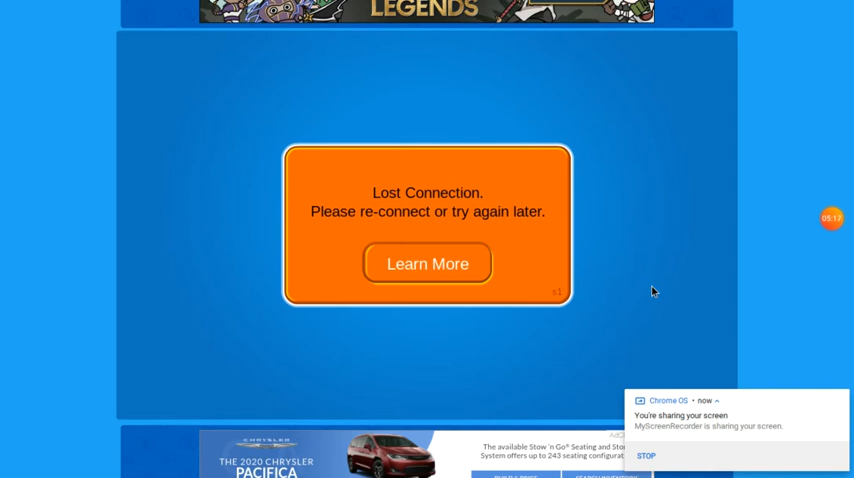 LEGENDS
Lost Connection.
Please re-connect or try again later.
Learn More
s1
05:17
Chrome OS • now
You're sharing your screen
MyScreenRecorder is sharing your screen.
STOP
CHRYSLER
THE 2020 CHRYSLER
PACIFICA
The available Stow 'n Go® Seating and
System offers up to 243 seating